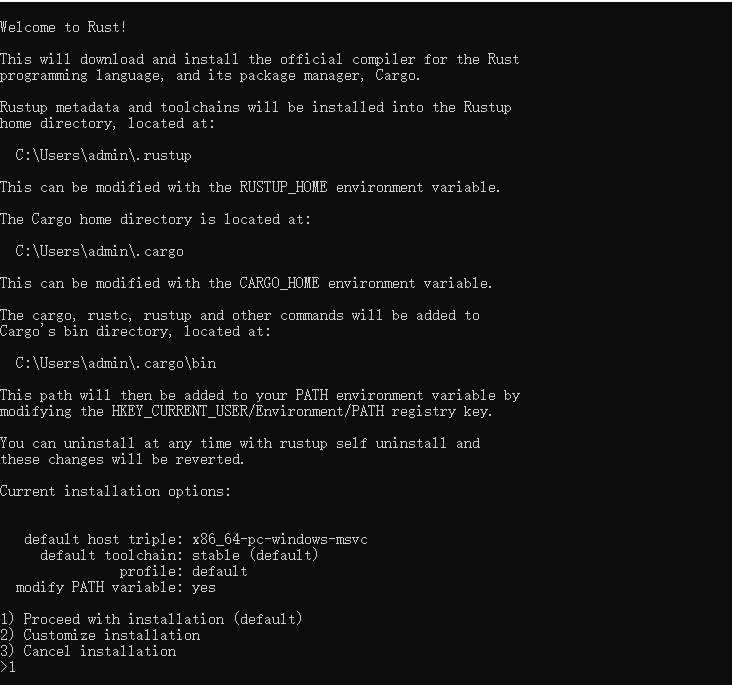 Welcome to Rust!
This will download and install the official compiler for the Rust
programming language, and its package manager, Cargo.
Rustup metadata and toolchains will be installed into the Rustup
home directory, located at:
C:\Users\admin\.rustup
This can be modified with the RUSTUP_HOME environment variable.
The Cargo home directory is located at:
C:\Users\admin\.cargo
This can be modified with the CARGO_HOME environment variable.
The cargo, rustc, rustup and other commands will be added to
Cargo's bin directory, located at:
C:\Users\admin\.cargo\bin
This path will then be added to your PATH environment variable by
modifying the HKEY_CURRENT_USER/Environment/PATH registry key.
You can uninstall at any time with rustup self uninstall and
these changes will be reverted.
Current installation options:
default host triple: x86_64-pc-windows-msvc
default toolchain: stable (default)
profile: default
modify PATH variable: yes
1) Proceed with installation (default)
2) Customize installation
3) Cancel installation
>1